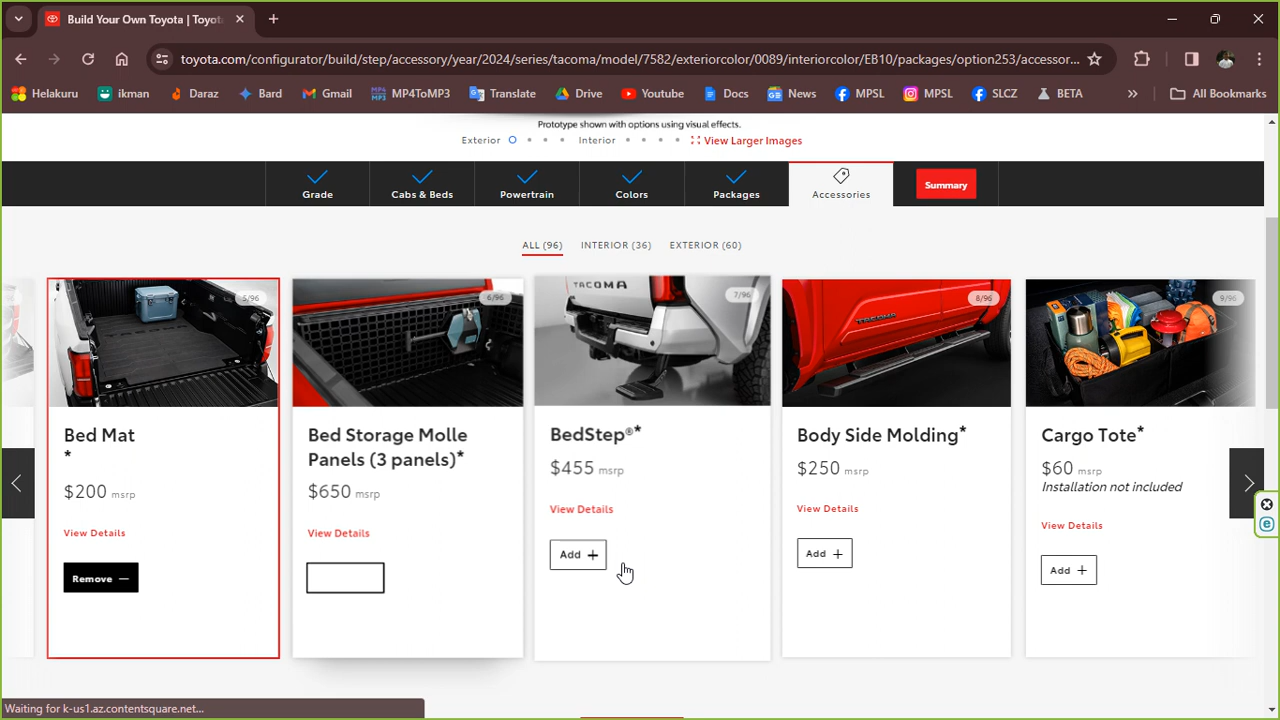 Build Your Own Toyota | Toyot
toyota.com/configurator/build/step/accessory/year/2024/series/tacoma/model/7582/exteriorcolor/0089/interiorcolor/EB10/packages/option253/accessor...
Helakuru
ikman
Daraz
Bard
Gmail
MP4ToMP3
Translate
Drive
Youtube
Docs
News
MPSL
MPSL
SLCZ
BETA
»
All Bookmarks
Prototype shown with options using visual effects.
Exterior
Interior
View Larger Images
Grade
Cabs & Beds
Powertrain
Colors
Packages
Accessories
Summary
ALL (96)
INTERIOR (36)
EXTERIOR (60)
5/96
Bed Mat
*
$200 msrp
View Details
Remove —
6/96
Bed Storage Molle
Panels (3 panels)*
$650 msrp
View Details
TACOMA
7/96
BedStep®*
$455 msrp
View Details
Add +
TACOMA
8/96
Body Side Molding*
$250 msrp
View Details
Add +
9/96
Cargo Tote*
$60 msrp
Installation not included
View Details
Add +
Waiting for k-us1.az.contentsquare.net...